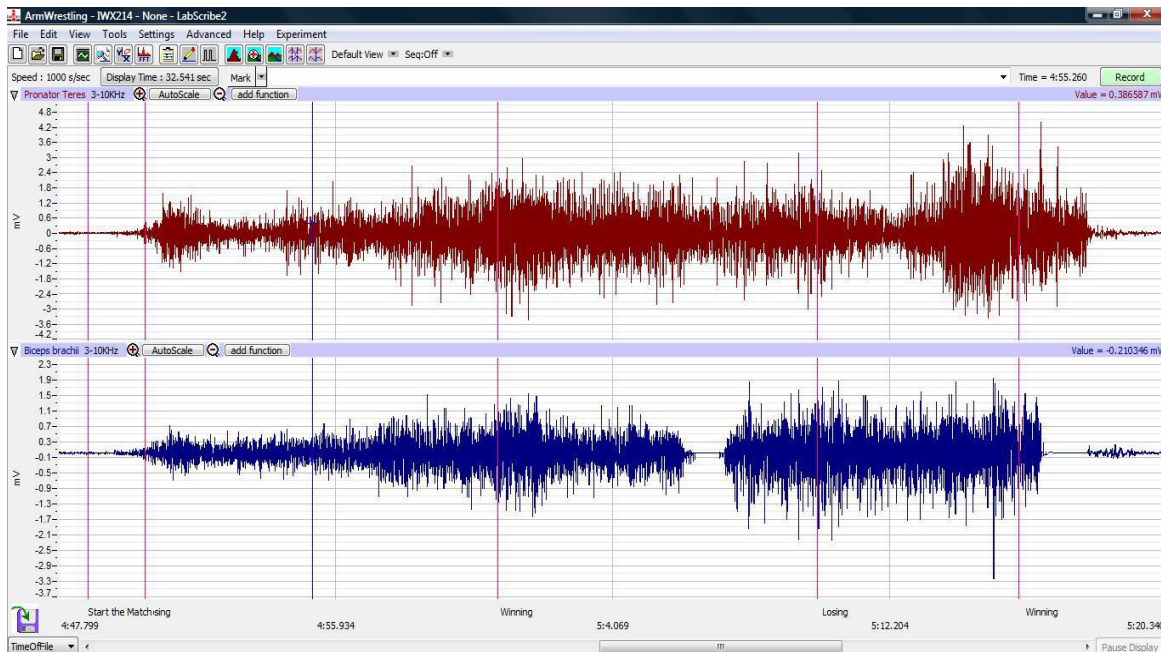 ArmWrestling - IWX214 - None - LabScribe2
File Edit View Tools Settings Advanced Help Experiment
Default View Seq:Off
Speed : 1000 s/sec Display Time : 32.541 sec Mark Time = 4:55.260 Record
Pronator Teres 3-10KHz AutoScale add function Value = 0.386587 mV
4.8-
4.2-
3.6-
3-
2.4-
1.8-
1.2-
0.6-
0-
-0.6-
-1.2-
-1.8-
-2.4-
-3-
-3.6-
-4.2
mV
Biceps brachii 3-10KHz AutoScale add function Value = -0.210346 mV
2.3-
1.9-
1.5-
1.1-
0.7-
0.3-
-0.1-
-0.5-
-0.9-
-1.3-
-1.7-
-2.1-
-2.5-
-2.9-
-3.3-
-3.7
mV
Start the Match sing Winning Losing Winning
4:47.799 4:55.934 5:4.069 5:12.204 5:20.340
TimeOfFile Pause Display